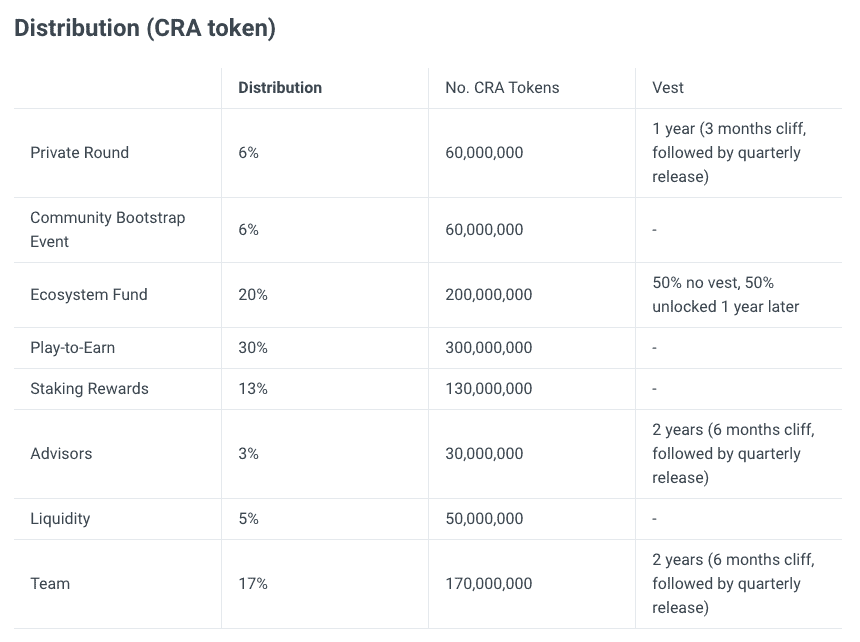 Distribution (CRA token)
Distribution No. CRA Tokens Vest
Private Round 6% 60,000,000 1 year (3 months cliff,
followed by quarterly
release)
Community Bootstrap
Event 6% 60,000,000 -
Ecosystem Fund 20% 200,000,000 50% no vest, 50%
unlocked 1 year later
Play-to-Earn 30% 300,000,000 -
Staking Rewards 13% 130,000,000 -
Advisors 3% 30,000,000 2 years (6 months cliff,
followed by quarterly
release)
Liquidity 5% 50,000,000 -
Team 17% 170,000,000 2 years (6 months cliff,
followed by quarterly
release)